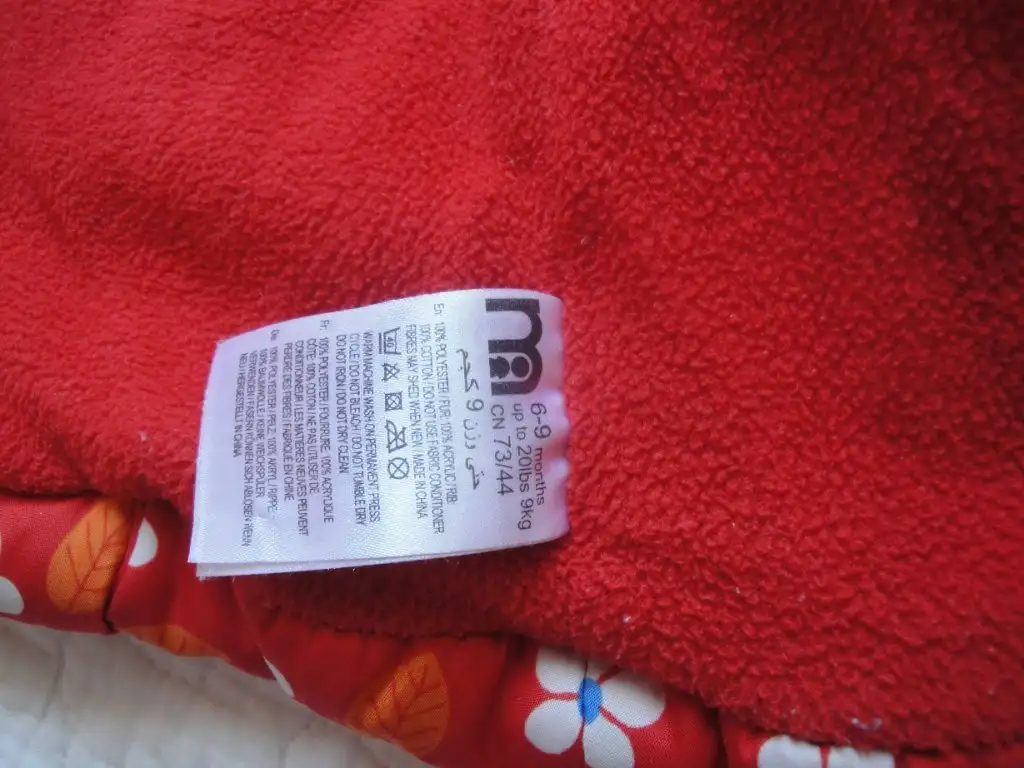 6-9 months
up to 20lbs 9kg
CN 73/44
حتى وزن 9 كجم
En: 100% POLYESTER / FUR: 100% ACRYLIC / RIB:
100% COTTON / DO NOT USE FABRIC CONDITIONER
FIBRES MAY SHED WHEN NEW / MADE IN CHINA
40
WARM MACHINE WASH ON PERMANENT PRESS
CYCLE / DO NOT BLEACH / DO NOT TUMBLE DRY
DO NOT IRON / DO NOT DRY CLEAN
Fr: 100% POLYESTER / FOURRURE: 100% ACRYLIQUE
CÔTE: 100% COTON / NE PAS UTILISER DE
CONDITIONNEUR / LES MATIERES NEUVES PEUVENT
PERDRE DES FIBRES / FABRIQUE EN CHINE
De: 100% POLYESTER / PELZ: 100% ACRYL / RIPPE:
100% BAUMWOLLE / KEINE WEICHSPÜLER
VERWENDEN / FASERN KÖNNEN SICH ABLÖSEN WENN
NEU / HERGESTELLT IN CHINA